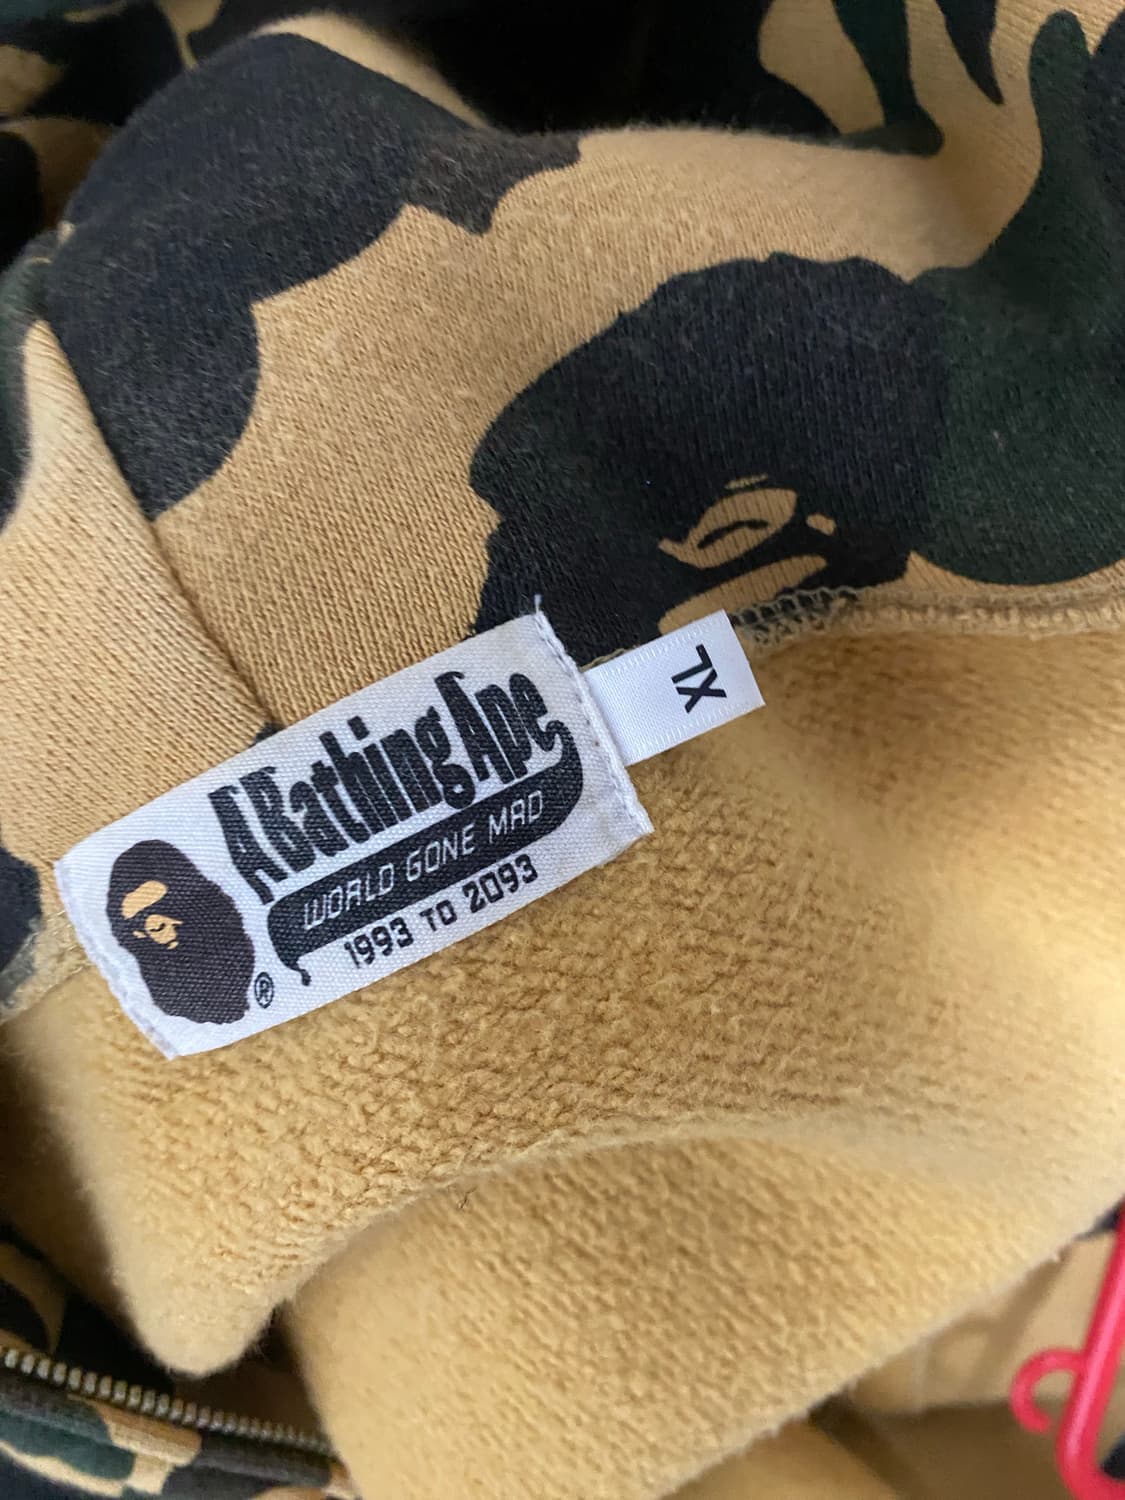 A Bathing Ape
WORLD GONE MAD
1993 TO 2093
®
XL